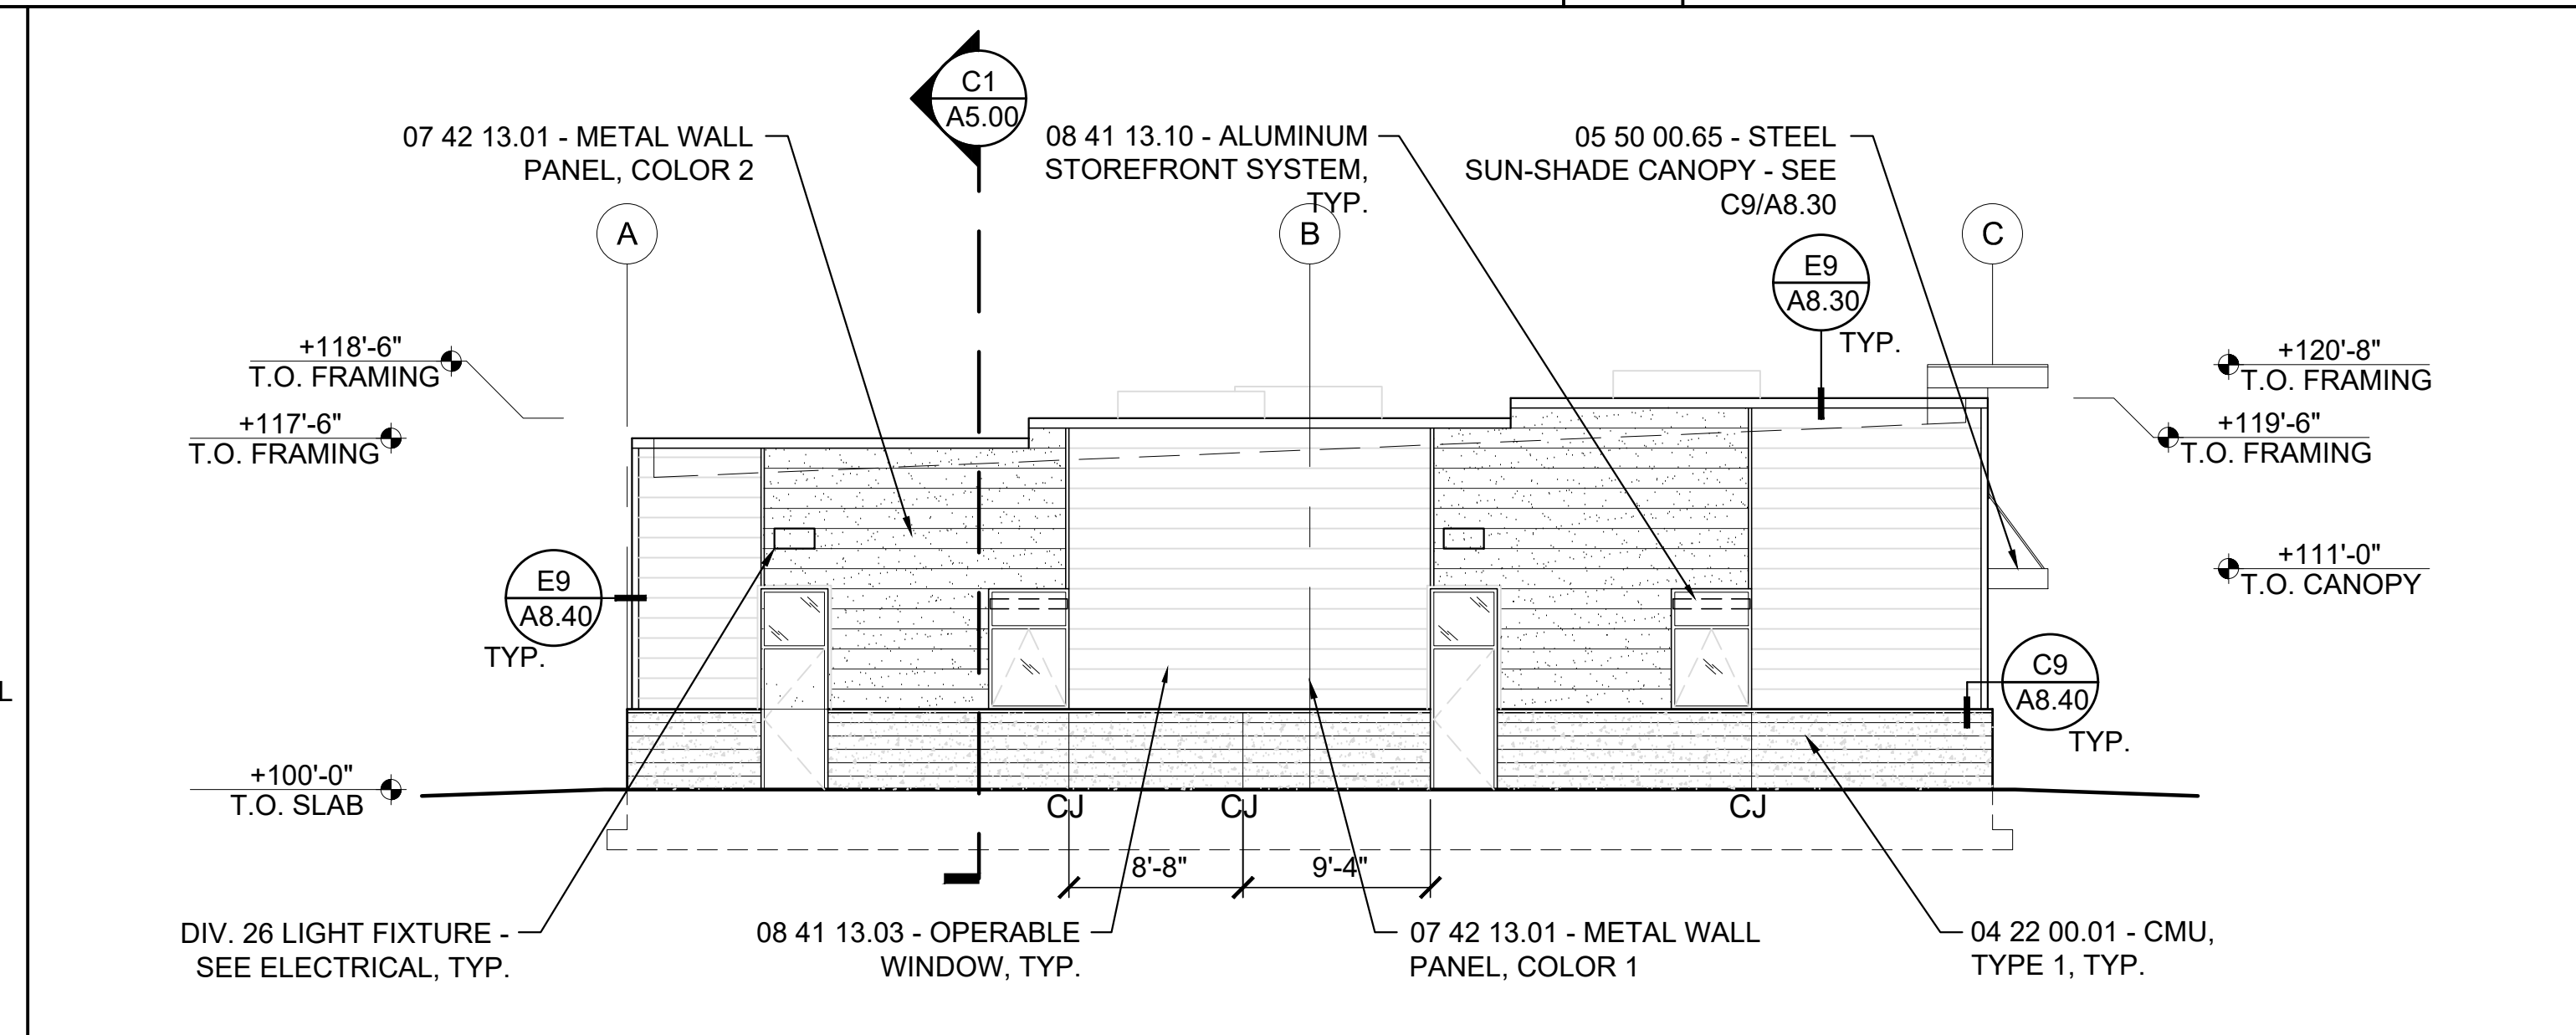 C1
A5.00
07 42 13.01 - METAL WALL
PANEL, COLOR 2
08 41 13.10 - ALUMINUM
STOREFRONT SYSTEM,
TYP.
05 50 00.65 - STEEL
SUN-SHADE CANOPY - SEE
C9/A8.30
A
B
C
E9
A8.30
TYP.
+118'-6"
T.O. FRAMING
+117'-6"
T.O. FRAMING
+120'-8"
T.O. FRAMING
+119'-6"
T.O. FRAMING
E9
A8.40
TYP.
+111'-0"
T.O. CANOPY
C9
A8.40
TYP.
L
+100'-0"
T.O. SLAB
CJ
CJ
CJ
8'-8"
9'-4"
DIV. 26 LIGHT FIXTURE -
SEE ELECTRICAL, TYP.
08 41 13.03 - OPERABLE
WINDOW, TYP.
07 42 13.01 - METAL WALL
PANEL, COLOR 1
04 22 00.01 - CMU,
TYPE 1, TYP.